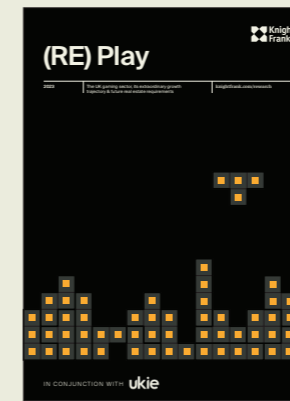 Knight
Frank
(RE) Play
2023
The UK gaming sector, its extraordinary growth
trajectory & future real estate requirements
knightfrank.com/research
IN CONJUNCTION WITH ukie